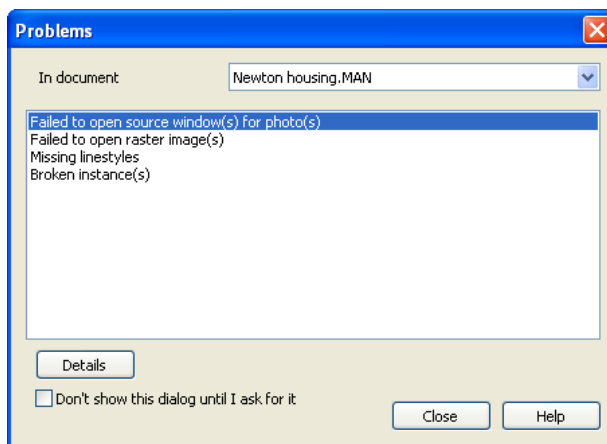 Problems
In document
Newton housing.MAN
Failed to open source window(s) for photo(s)
Failed to open raster image(s)
Missing linestyles
Broken instance(s)
Details
Don't show this dialog until I ask for it
Close
Help